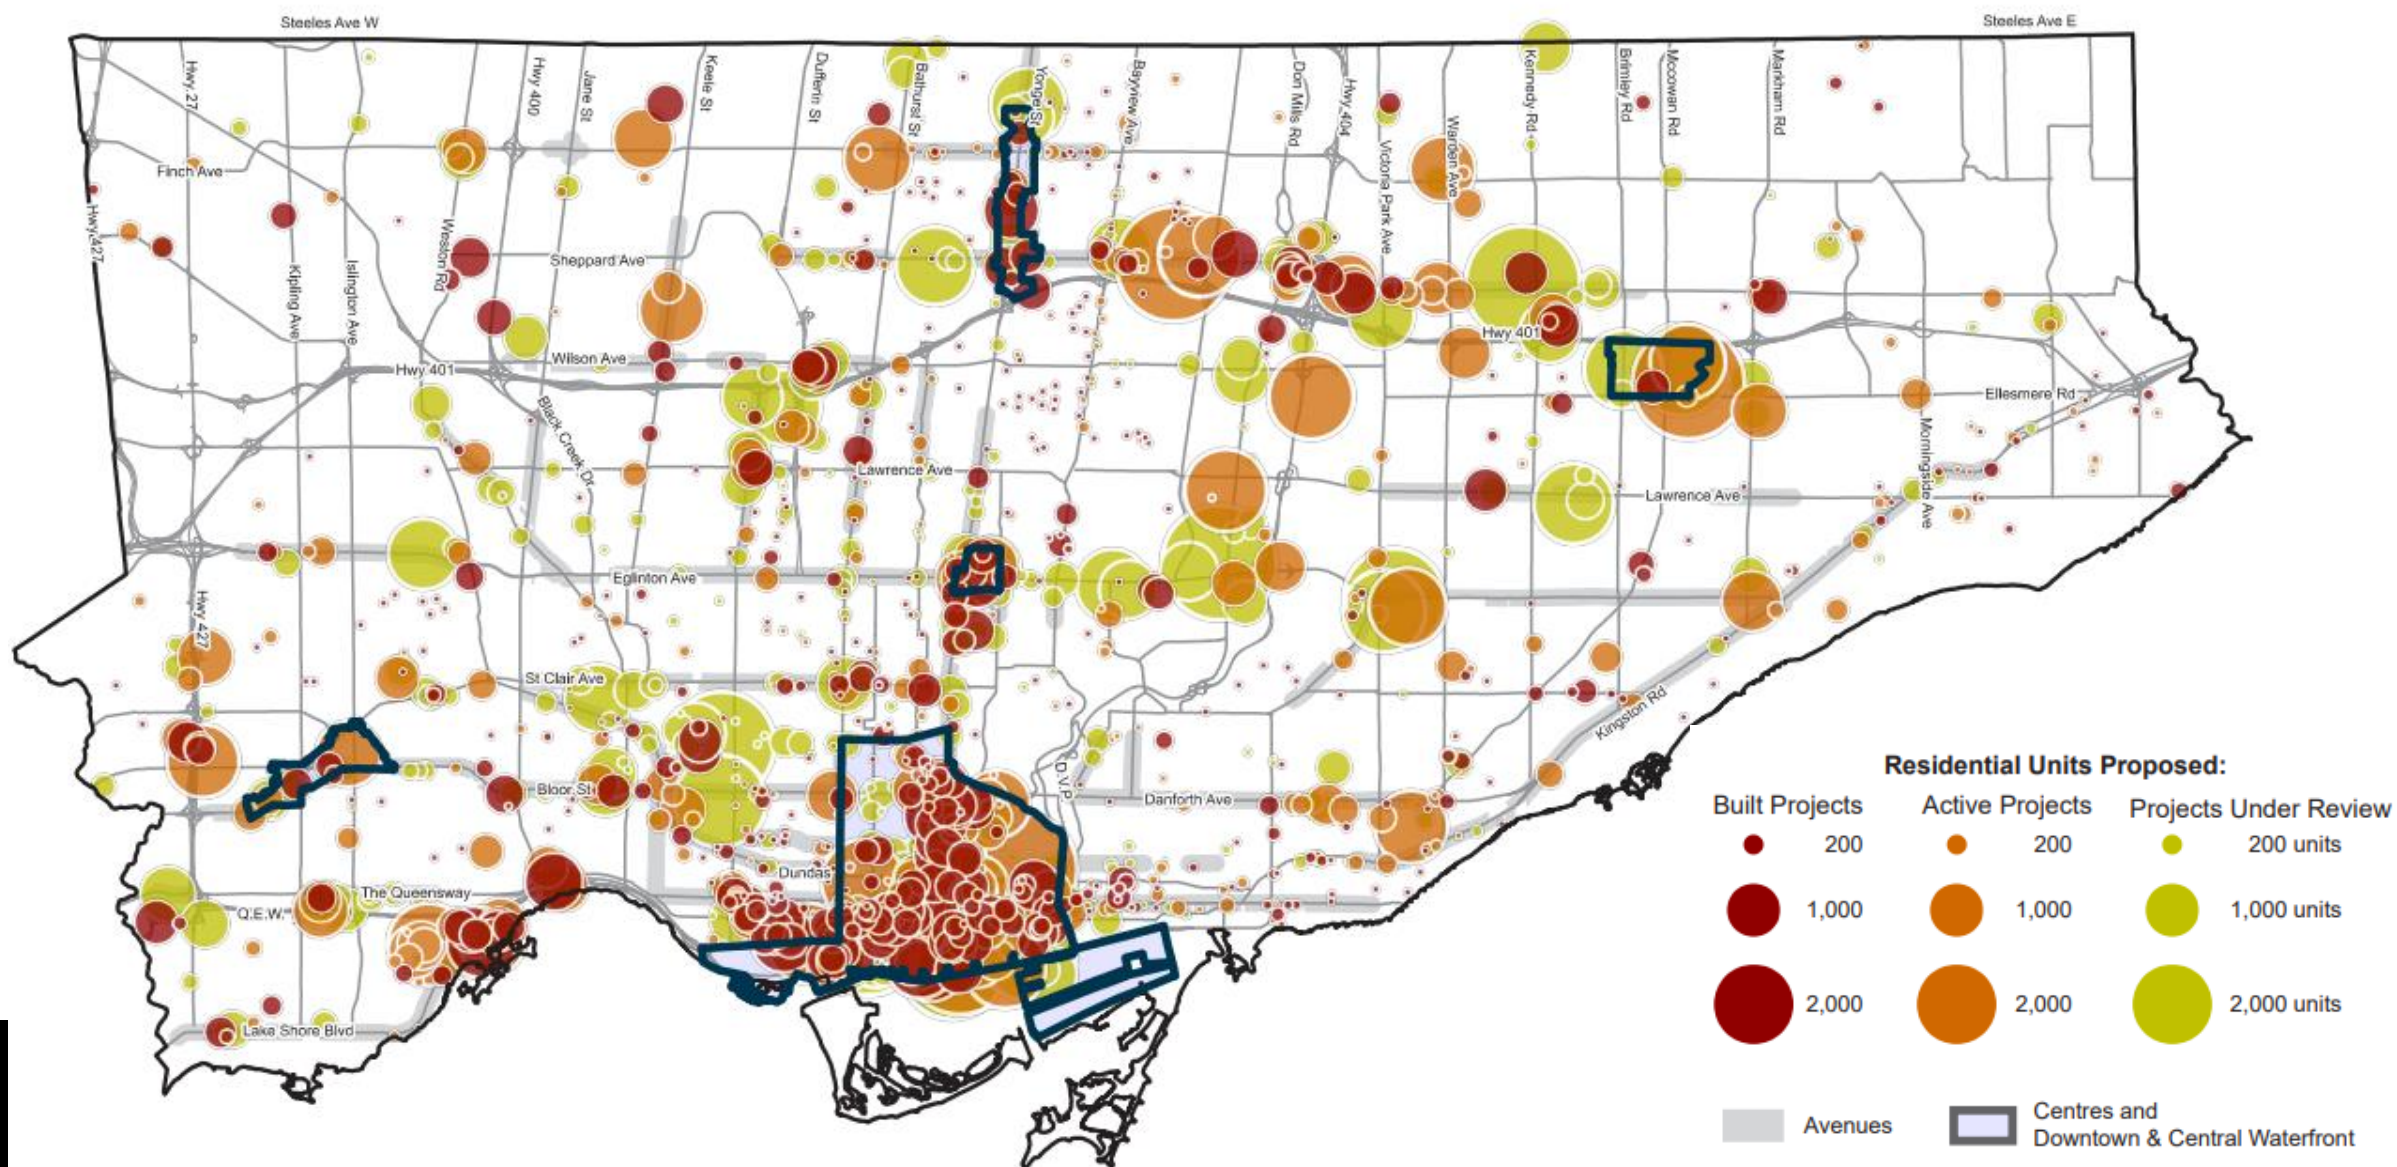 Steeles Ave W
Steeles Ave E
Hwy 27
Hwy 400
Jane St
Keele St
Dufferin St
Bathurst St
Yonge St
Bayview Ave
Don Mills Rd
Hwy 404
Victoria Park Ave
Warden Ave
Kennedy Rd
Brimley Rd
Mccowan Rd
Markham Rd
Finch Ave
Hwy 427
Kipling Ave
Islington Ave
Weston Rd
Sheppard Ave
Hwy 401
Wilson Ave
Hwy 401
Black Creek Dr
Ellesmere Rd
Morningside Ave
Lawrence Ave
Lawrence Ave
Eglinton Ave
Hwy 427
St Clair Ave
Kingston Rd
D.V.P.
Bloor St
Danforth Ave
Dundas
The Queensway
Q.E.W.
Lake Shore Blvd
Residential Units Proposed:
Built Projects Active Projects Projects Under Review
200 200 200 units
1,000 1,000 1,000 units
2,000 2,000 2,000 units
Avenues
Centres and
Downtown & Central Waterfront